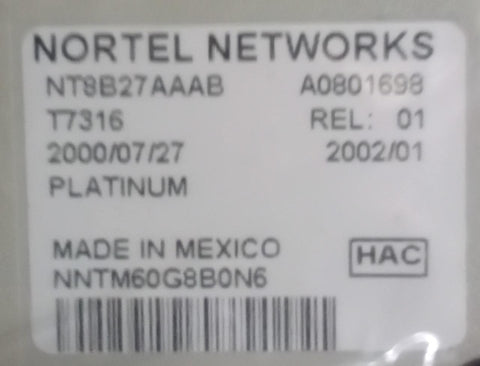 NORTEL NETWORKS
NT8B27AAAB A0801698
T7316 REL: 01
2000/07/27 2002/01
PLATINUM
MADE IN MEXICO HAC
NNTM60G8B0N6